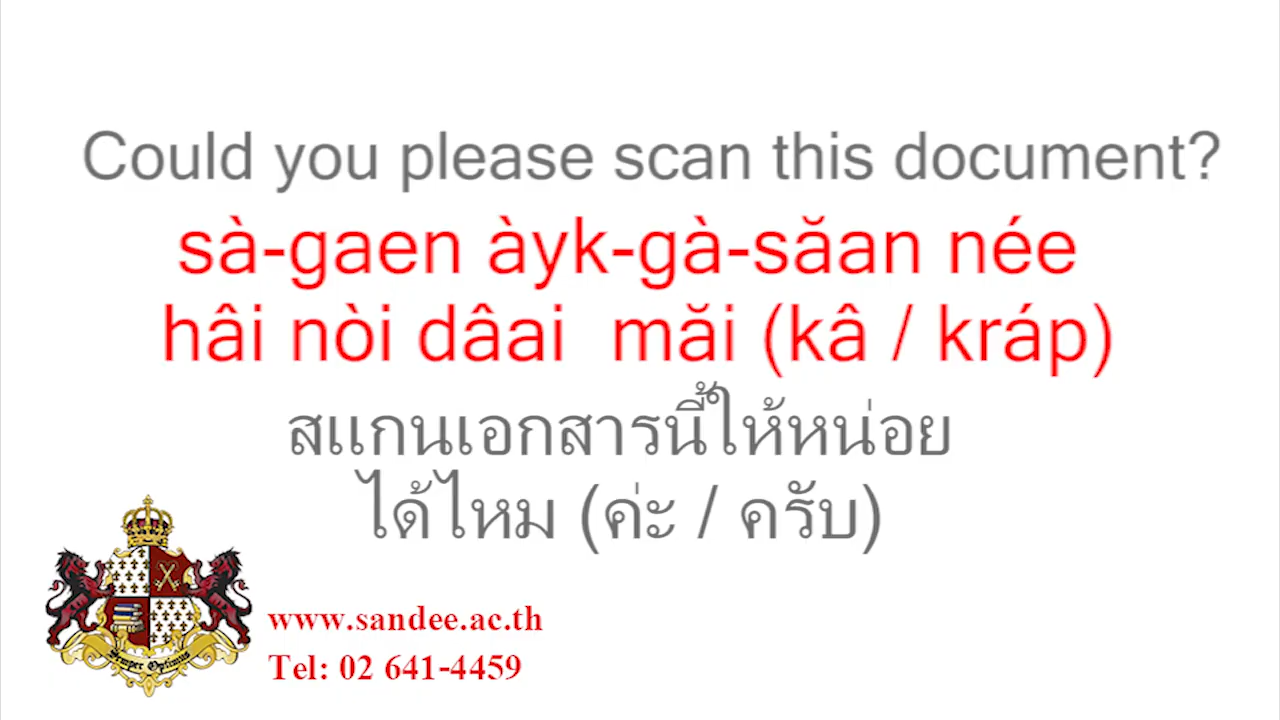 Could you please scan this document?
sà-gaen àyk-gà-săan née
hâi nòi dâai măi (kâ / kráp)
สแกนเอกสารนี้ให้หน่อย
ได้ไหม (ค่ะ / ครับ)
Semper Optimus
www.sandee.ac.th
Tel: 02 641-4459